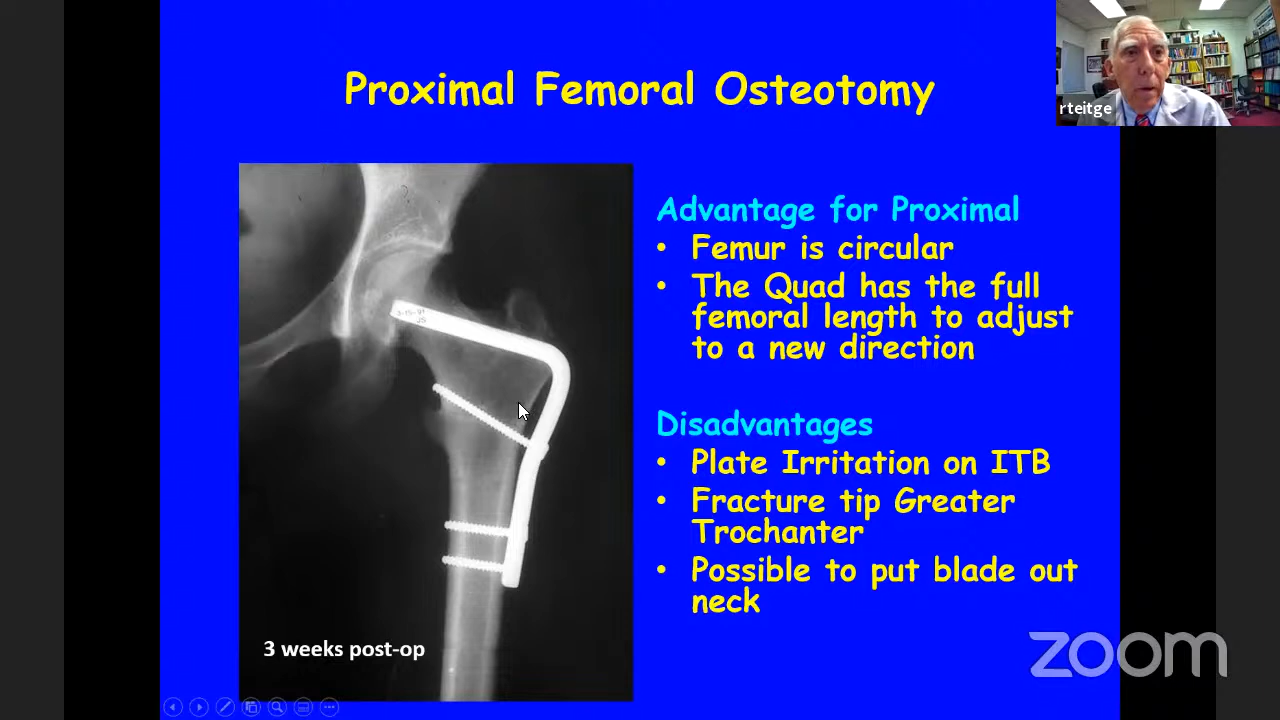 Proximal Femoral Osteotomy
rteitge
Advantage for Proximal
• Femur is circular
• The Quad has the full
femoral length to adjust
to a new direction
Disadvantages
• Plate Irritation on ITB
• Fracture tip Greater
Trochanter
• Possible to put blade out
neck
3 weeks post-op
zoom